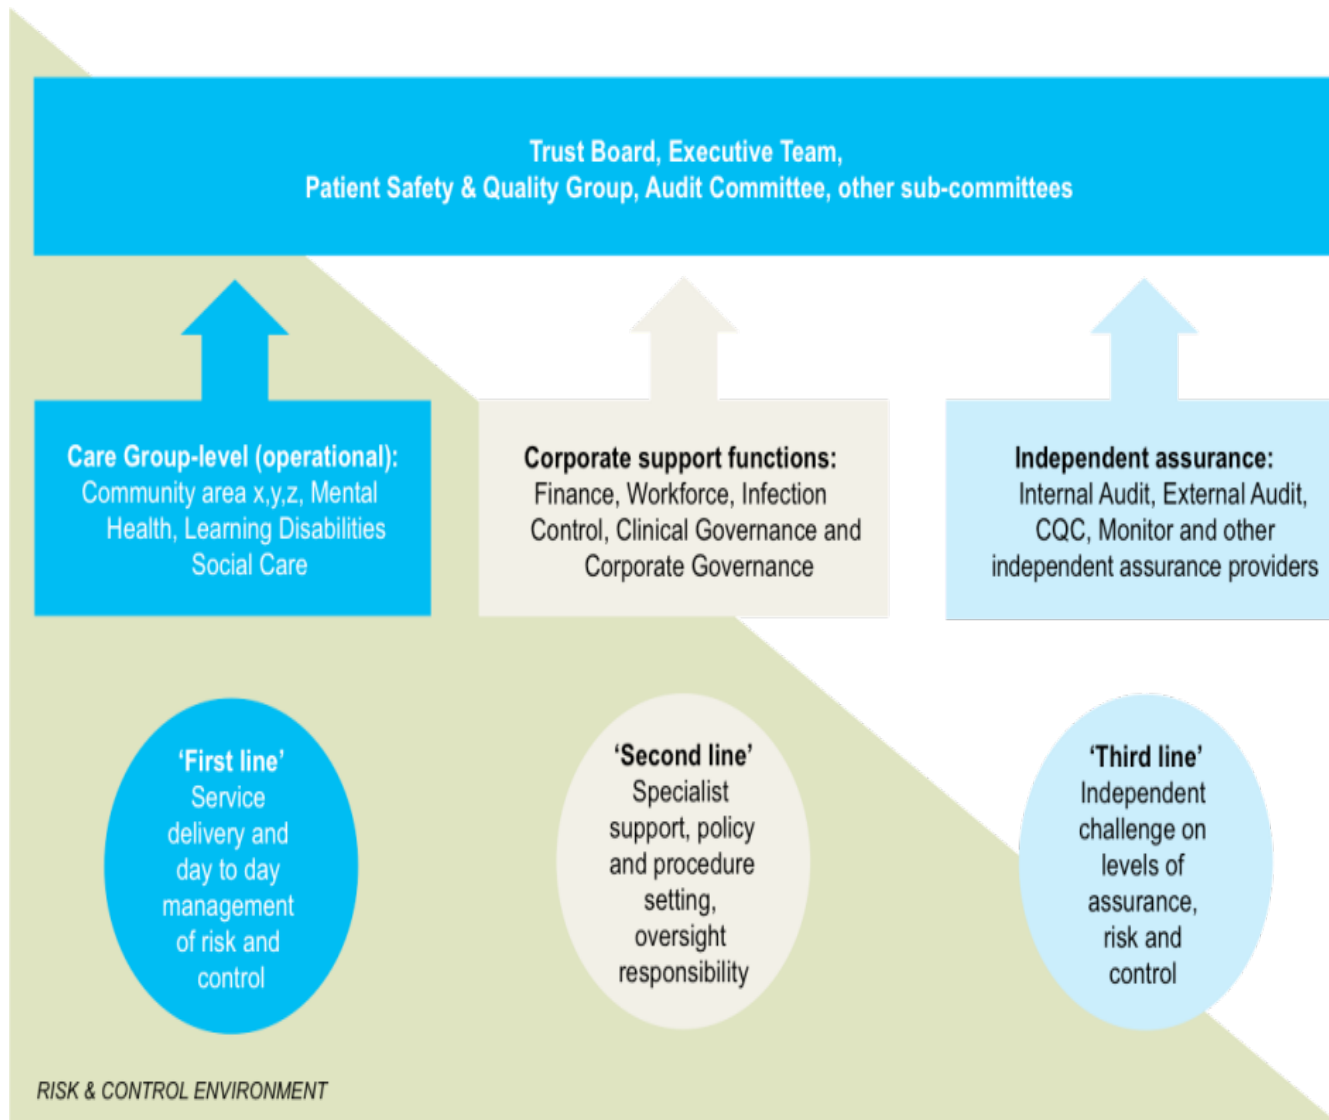 Trust Board, Executive Team,
Patient Safety & Quality Group, Audit Committee, other sub-committees
Care Group-level (operational):
Community area x,y,z, Mental
Health, Learning Disabilities
Social Care
Corporate support functions:
Finance, Workforce, Infection
Control, Clinical Governance and
Corporate Governance
Independent assurance:
Internal Audit, External Audit,
CQC, Monitor and other
independent assurance providers
‘First line’
Service
delivery and
day to day
management
of risk and
control
‘Second line’
Specialist
support, policy
and procedure
setting,
oversight
responsibility
‘Third line’
Independent
challenge on
levels of
assurance,
risk and
control
RISK & CONTROL ENVIRONMENT